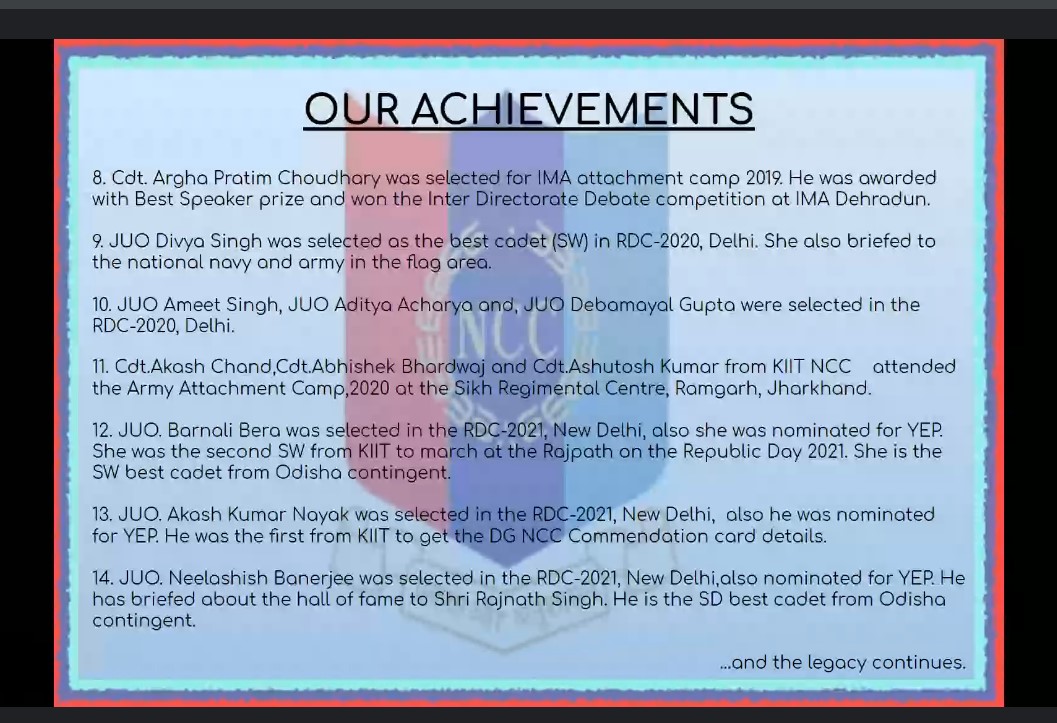 OUR ACHIEVEMENTS
8. Cdt. Argha Pratim Choudhary was selected for IMA attachment camp 2019. He was awarded
with Best Speaker prize and won the Inter Directorate Debate competition at IMA Dehradun.
9. JUO Divya Singh was selected as the best cadet (SW) in RDC-2020, Delhi. She also briefed to
the national navy and army in the flag area.
10. JUO Ameet Singh, JUO Aditya Acharya and, JUO Debamayal Gupta were selected in the
RDC-2020, Delhi.
11. Cdt.Akash Chand,Cdt.Abhishek Bhardwaj and Cdt.Ashutosh Kumar from KIIT NCC attended
the Army Attachment Camp,2020 at the Sikh Regimental Centre, Ramgarh, Jharkhand.
12. JUO. Barnali Bera was selected in the RDC-2021, New Delhi, also she was nominated for YEP.
She was the second SW from KIIT to march at the Rajpath on the Republic Day 2021. She is the
SW best cadet from Odisha contingent.
13. JUO. Akash Kumar Nayak was selected in the RDC-2021, New Delhi, also he was nominated
for YEP. He was the first from KIIT to get the DG NCC Commendation card details.
14. JUO. Neelashish Banerjee was selected in the RDC-2021, New Delhi,also nominated for YEP. He
has briefed about the hall of fame to Shri Rajnath Singh. He is the SD best cadet from Odisha
contingent.
...and the legacy continues.
NCC